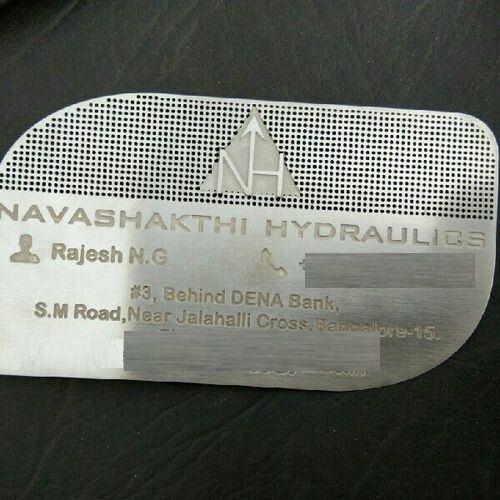 NH
NAVASHAKTHI HYDRAULICS
Rajesh N.G
#3, Behind DENA Bank,
S.M Road,Near Jalahalli Cross,Bangalore-15.